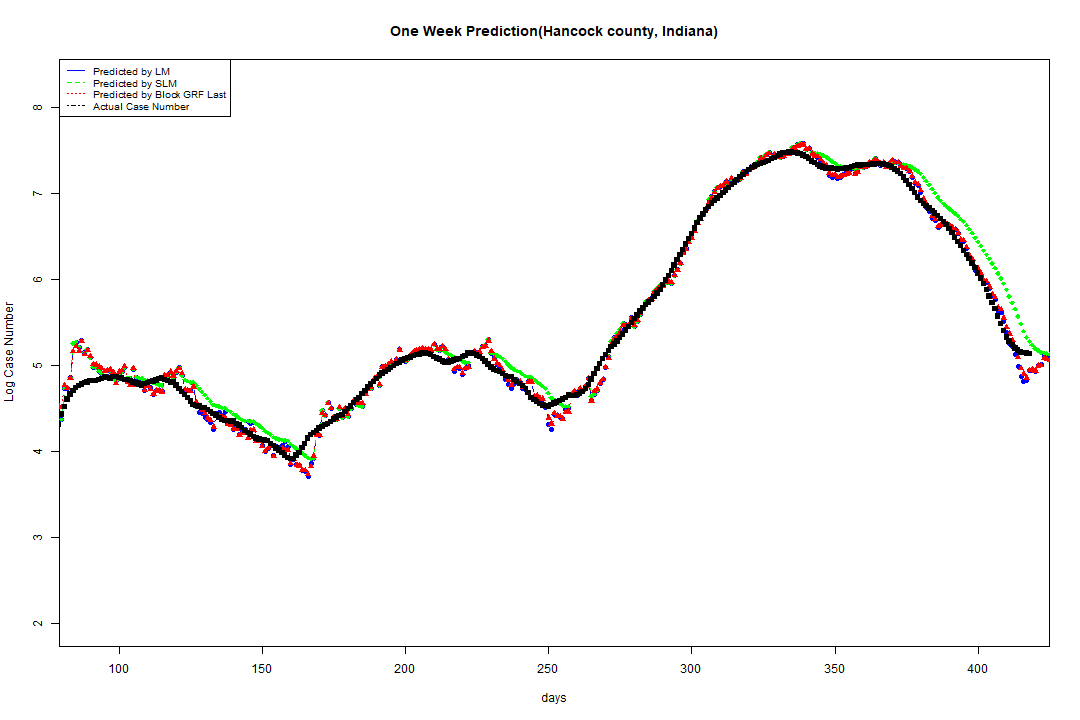 One Week Prediction(Hancock county, Indiana)
Predicted by LM
Predicted by SLM
Predicted by Block GRF Last
Actual Case Number
8
7
6
5
4
3
2
Log Case Number
100 150 200 250 300 350 400
days